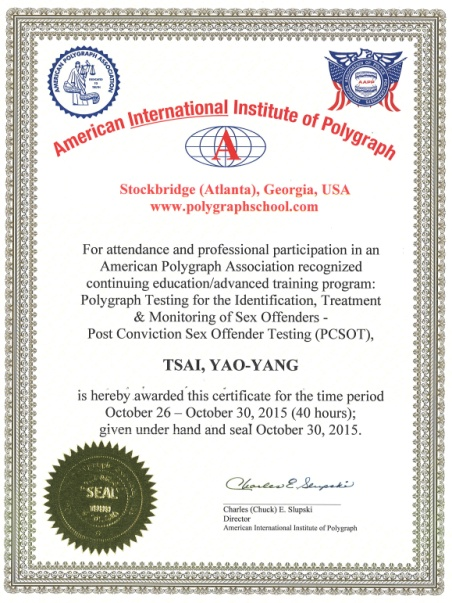 AMERICAN POLYGRAPH ASSOCIATION
DEDICATED
TO
TRUTH
AAPP
American International Institute of Polygraph
A
Stockbridge (Atlanta), Georgia, USA
www.polygraphschool.com
For attendance and professional participation in an
American Polygraph Association recognized
continuing education/advanced training program:
Polygraph Testing for the Identification, Treatment
& Monitoring of Sex Offenders -
Post Conviction Sex Offender Testing (PCSOT),
TSAI, YAO-YANG
is hereby awarded this certificate for the time period
October 26 – October 30, 2015 (40 hours);
given under hand and seal October 30, 2015.
SEAL
Charles E. Slupski
Charles (Chuck) E. Slupski
Director
American International Institute of Polygraph